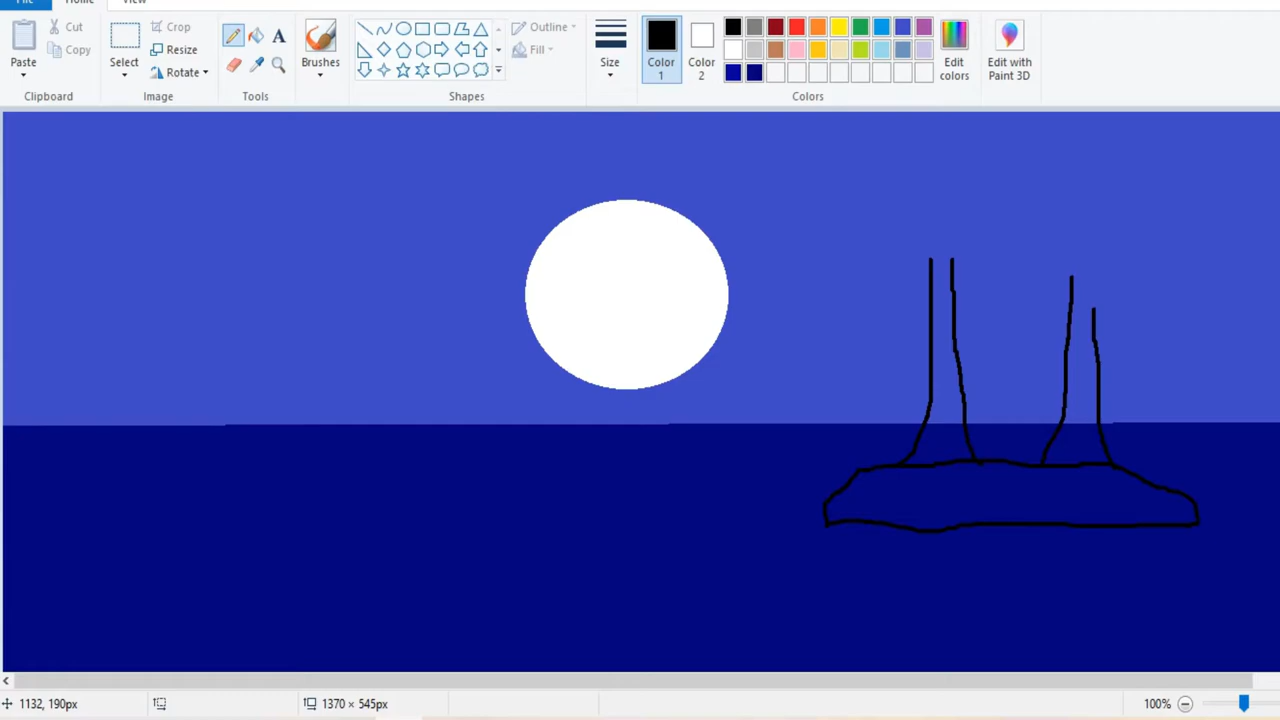 File Home View
Paste
Cut
Copy
Clipboard
Select
Crop
Resize
Rotate
Image
A
Tools
Brushes
Outline
Fill
Shapes
Size
Color
1
Color
2
Edit
colors
Colors
Edit with
Paint 3D
1132, 190px
1370 × 545px
100%